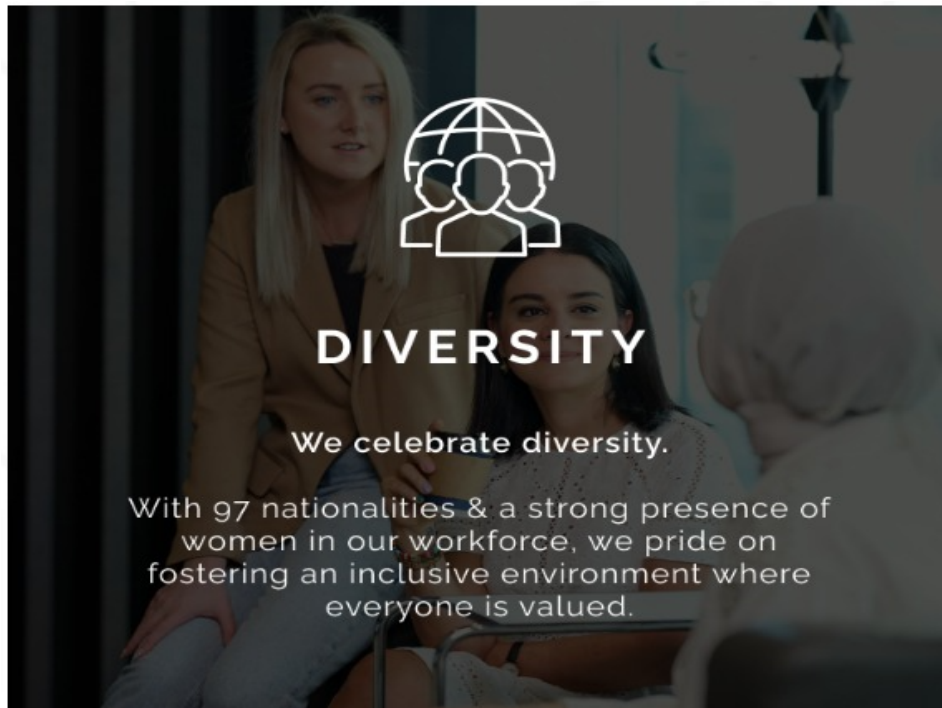 DIVERSITY
We celebrate diversity.
With 97 nationalities & a strong presence of
women in our workforce, we pride on
fostering an inclusive environment where
everyone is valued.